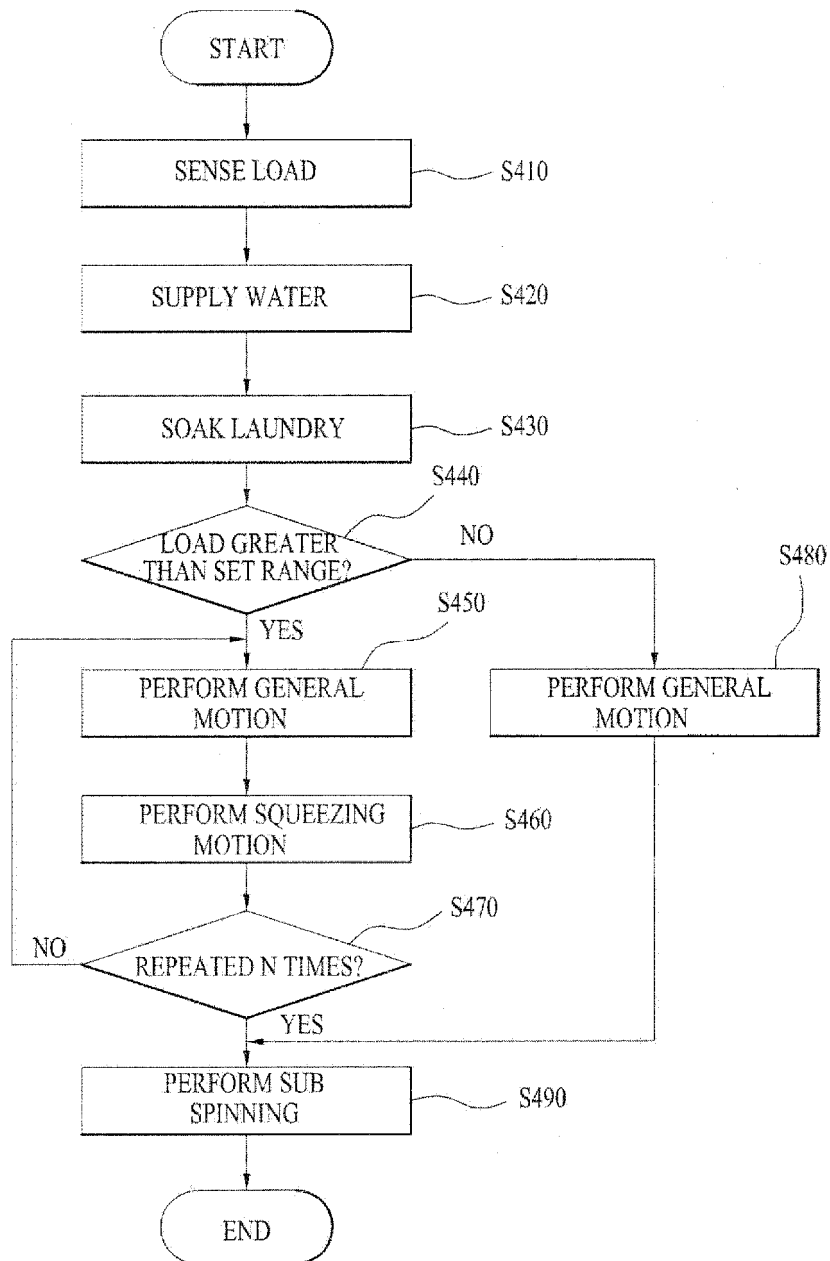 START
SENSE LOAD
S410
SUPPLY WATER
S420
SOAK LAUNDRY
S430
S440
LOAD GREATER
THAN SET RANGE?
NO
S480
YES
S450
PERFORM GENERAL
MOTION
PERFORM GENERAL
MOTION
PERFORM SQUEEZING
MOTION
S460
S470
NO
REPEATED N TIMES?
YES
PERFORM SUB
SPINNING
S490
END